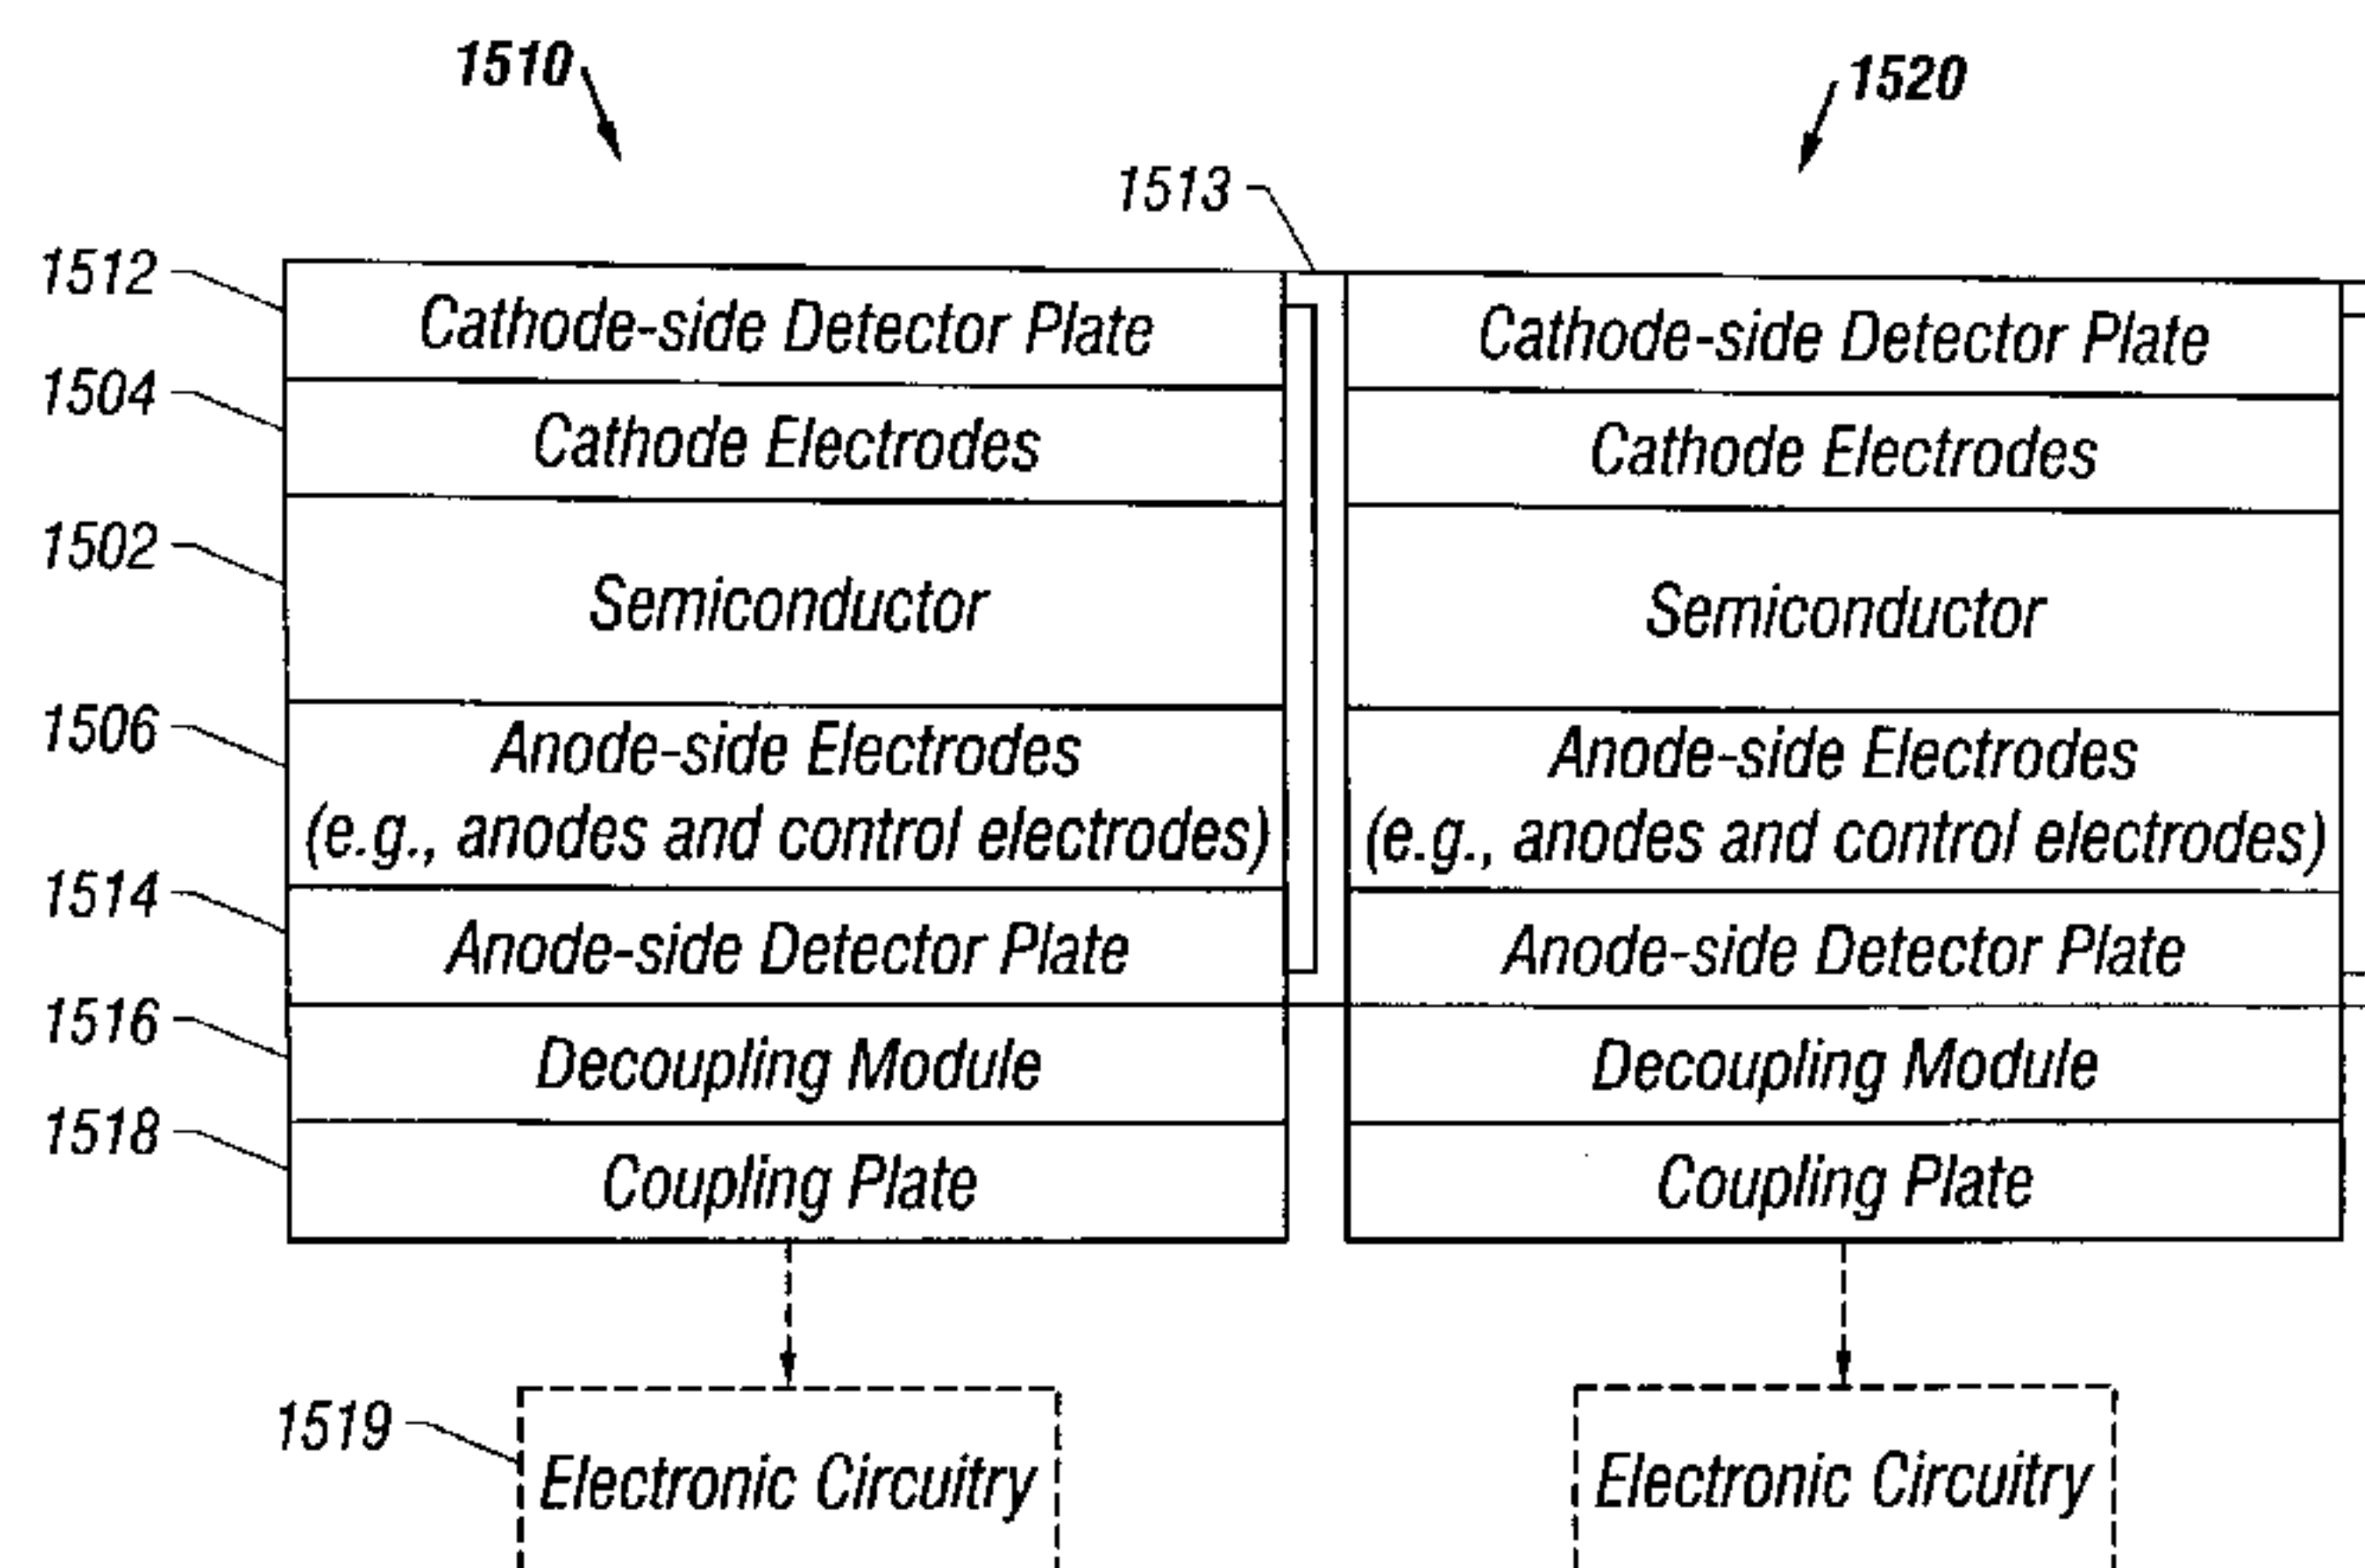 1510
1520
1513
1512
Cathode-side Detector Plate
Cathode-side Detector Plate
1504
Cathode Electrodes
Cathode Electrodes
1502
Semiconductor
Semiconductor
1506
Anode-side Electrodes
(e.g., anodes and control electrodes)
Anode-side Electrodes
(e.g., anodes and control electrodes)
1514
Anode-side Detector Plate
Anode-side Detector Plate
1516
Decoupling Module
Decoupling Module
1518
Coupling Plate
Coupling Plate
1519
Electronic Circuitry
Electronic Circuitry